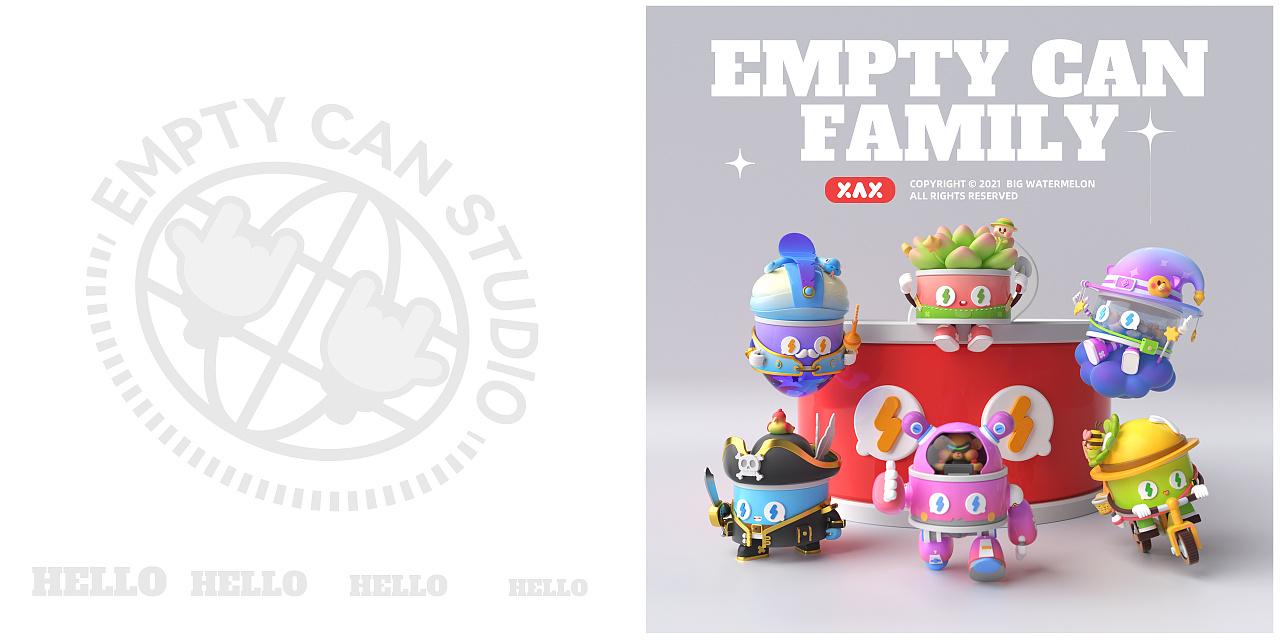 EMPTY CAN STUDIO
HELLO HELLO HELLO HELLO
EMPTY CAN
FAMILY
XAX
COPYRIGHT © 2021 BIG WATERMELON
ALL RIGHTS RESERVED